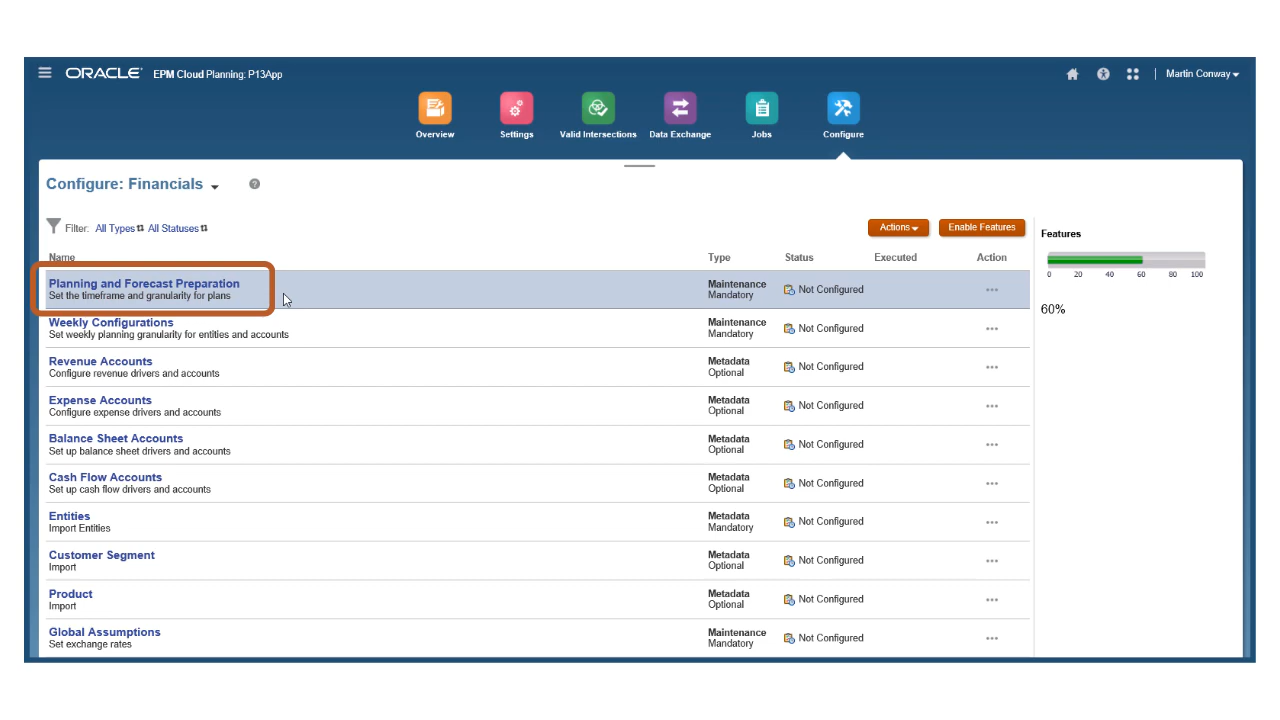 ORACLE EPM Cloud Planning: P13App
Martin Conway
Overview
Settings
Valid Intersections
Data Exchange
Jobs
Configure
Configure: Financials
Filter: All Types All Statuses
Actions
Enable Features
Features
Name Type Status Executed Action
0 20 40 60 80 100
60%
Planning and Forecast Preparation
Set the timeframe and granularity for plans
Maintenance
Mandatory
Not Configured
Weekly Configurations
Set weekly planning granularity for entities and accounts
Maintenance
Mandatory
Not Configured
Revenue Accounts
Configure revenue drivers and accounts
Metadata
Optional
Not Configured
Expense Accounts
Configure expense drivers and accounts
Metadata
Optional
Not Configured
Balance Sheet Accounts
Set up balance sheet drivers and accounts
Metadata
Optional
Not Configured
Cash Flow Accounts
Set up cash flow drivers and accounts
Metadata
Optional
Not Configured
Entities
Import Entities
Metadata
Mandatory
Not Configured
Customer Segment
Import
Metadata
Optional
Not Configured
Product
Import
Metadata
Optional
Not Configured
Global Assumptions
Set exchange rates
Maintenance
Mandatory
Not Configured